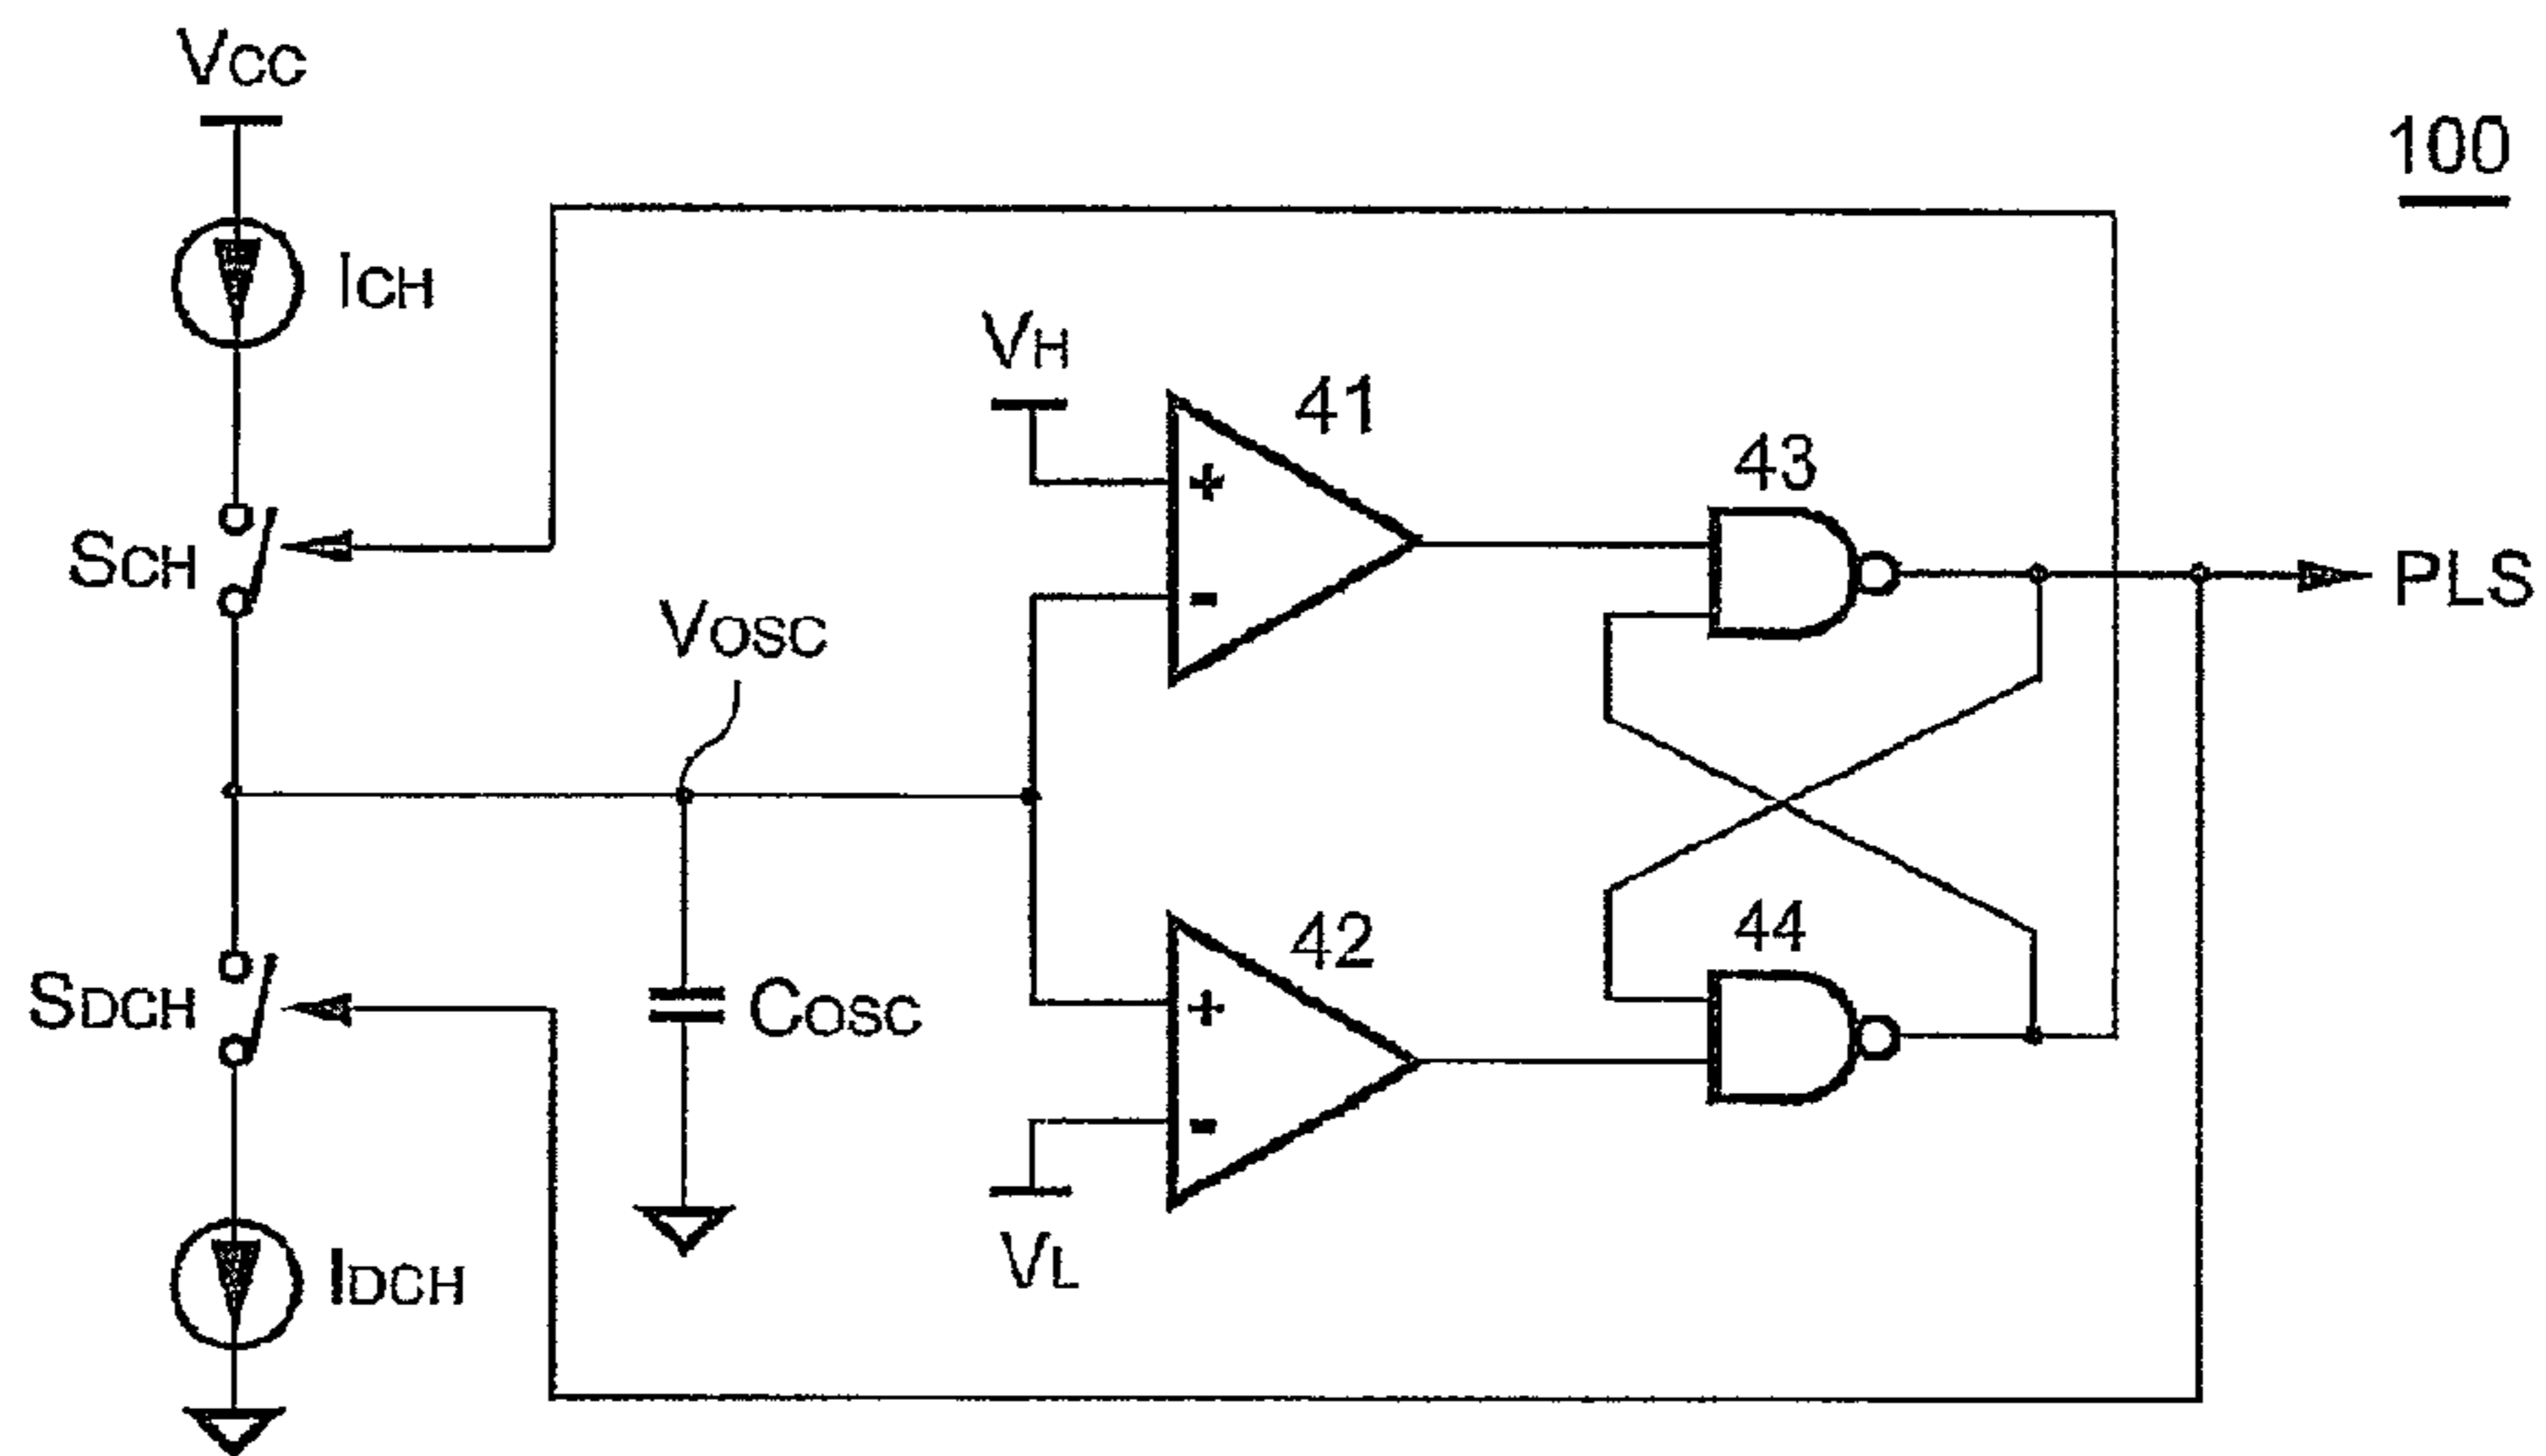 VCC
100
ICH
VH
41
43
SCH
PLS
VOSC
+
-
42
44
SDCH
COSC
+
-
VL
IDCH